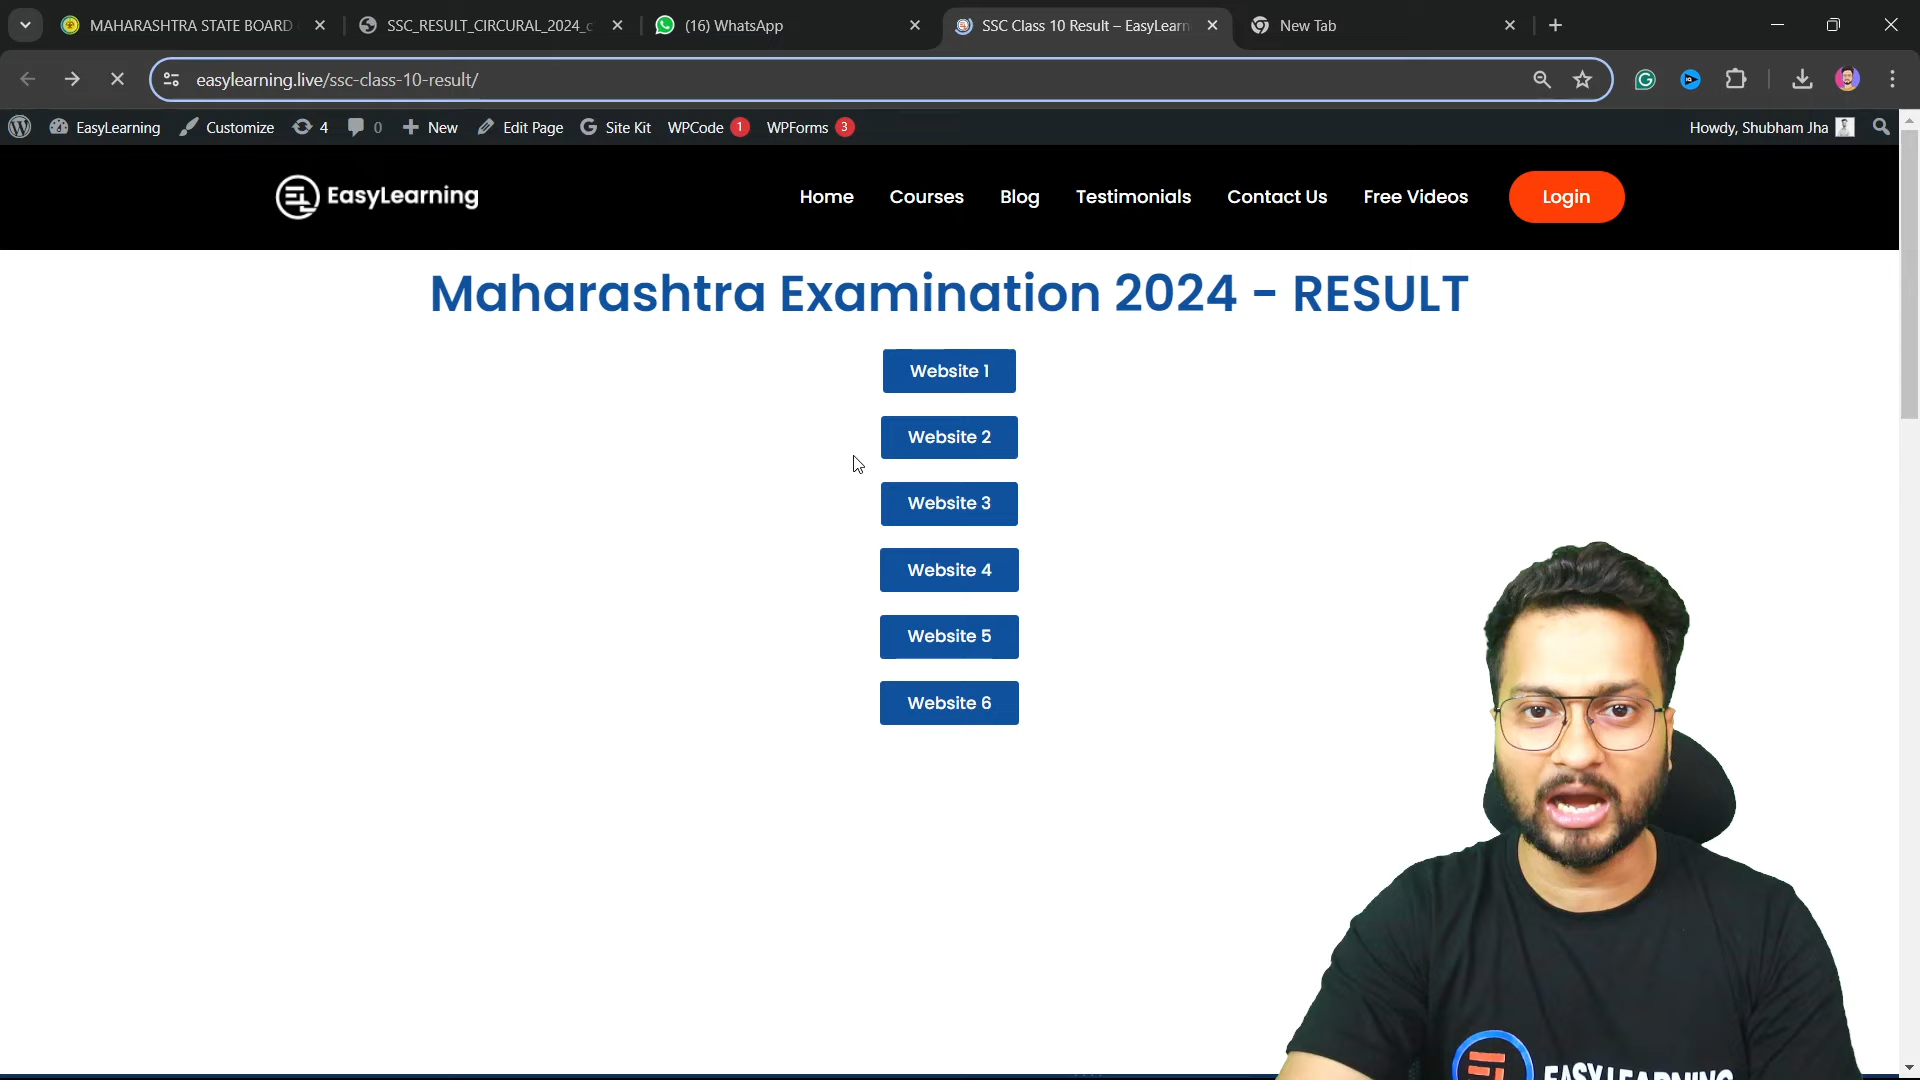 MAHARASHTRA STATE BOARD
SSC_RESULT_CIRCURAL_2024_c
(16) WhatsApp
SSC Class 10 Result – EasyLearn
New Tab
easylearning.live/ssc-class-10-result/
EasyLearning
Customize
4
0
New
Edit Page
Site Kit
WPCode 1
WPForms 3
Howdy, Shubham Jha
EasyLearning
Home
Courses
Blog
Testimonials
Contact Us
Free Videos
Login
Maharashtra Examination 2024 - RESULT
Website 1
Website 2
Website 3
Website 4
Website 5
Website 6
EASYLEARNING